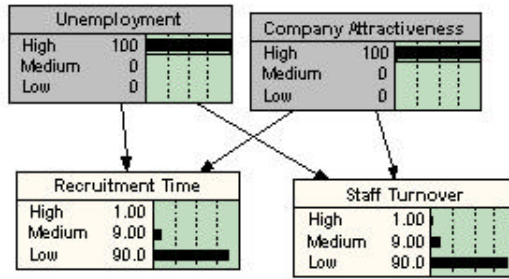 Unemployment
High 100
Medium 0
Low 0
Company Attractiveness
High 100
Medium 0
Low 0
Recruitment Time
High 1.00
Medium 9.00
Low 90.0
Staff Turnover
High 1.00
Medium 9.00
Low 90.0